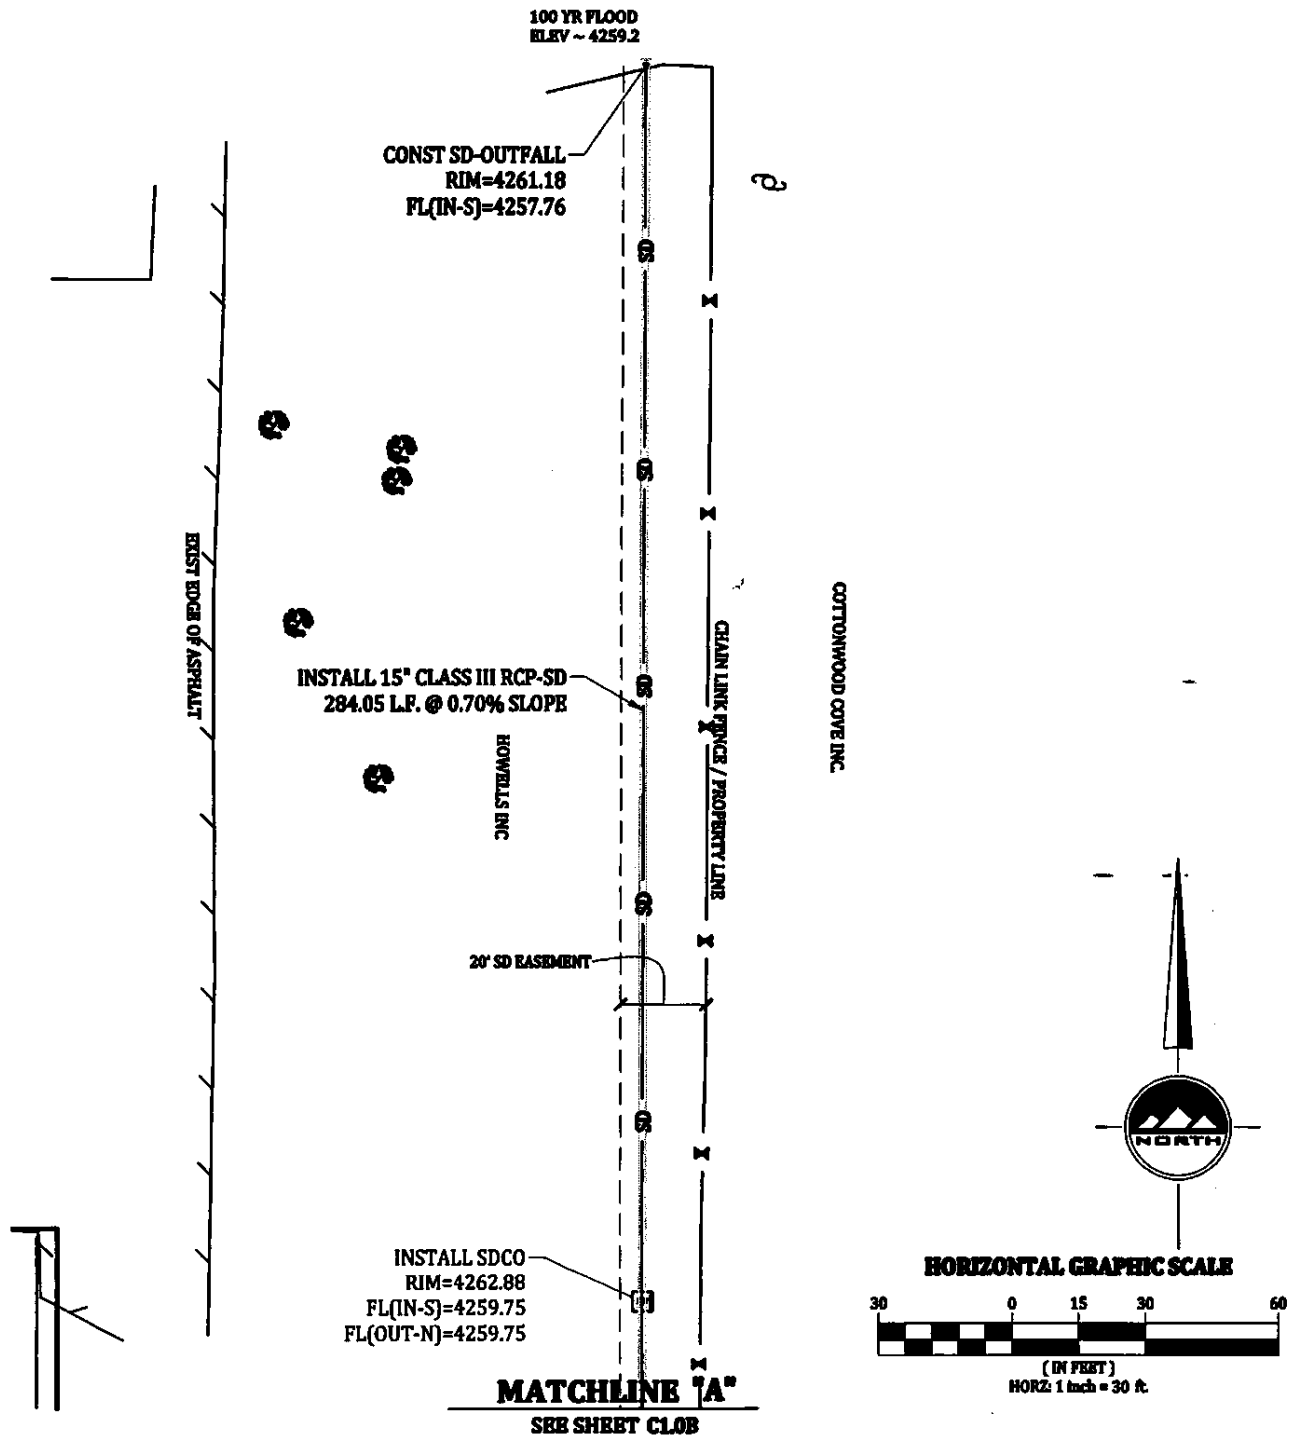 100 YR FLOOD
ELEV ~ 4259.2
CONST SD-OUTFALL
RIM=4261.18
FL(IN-S)=4257.76
SD
SD
EXIST EDGE OF ASPHALT
INSTALL 15" CLASS III RCP-SD
284.05 L.F. @ 0.70% SLOPE
SD
CHAIN LINK FENCE / PROPERTY LINE
COTTONWOOD COVE INC.
HOWELLS INC
SD
20' SD EASEMENT
SD
NORTH
INSTALL SDCO
RIM=4262.88
FL(IN-S)=4259.75
FL(OUT-N)=4259.75
HORIZONTAL GRAPHIC SCALE
30 0 15 30 60
( IN FEET )
HORZ: 1 inch = 30 ft.
MATCHLINE "A"
SEE SHEET C1.0B